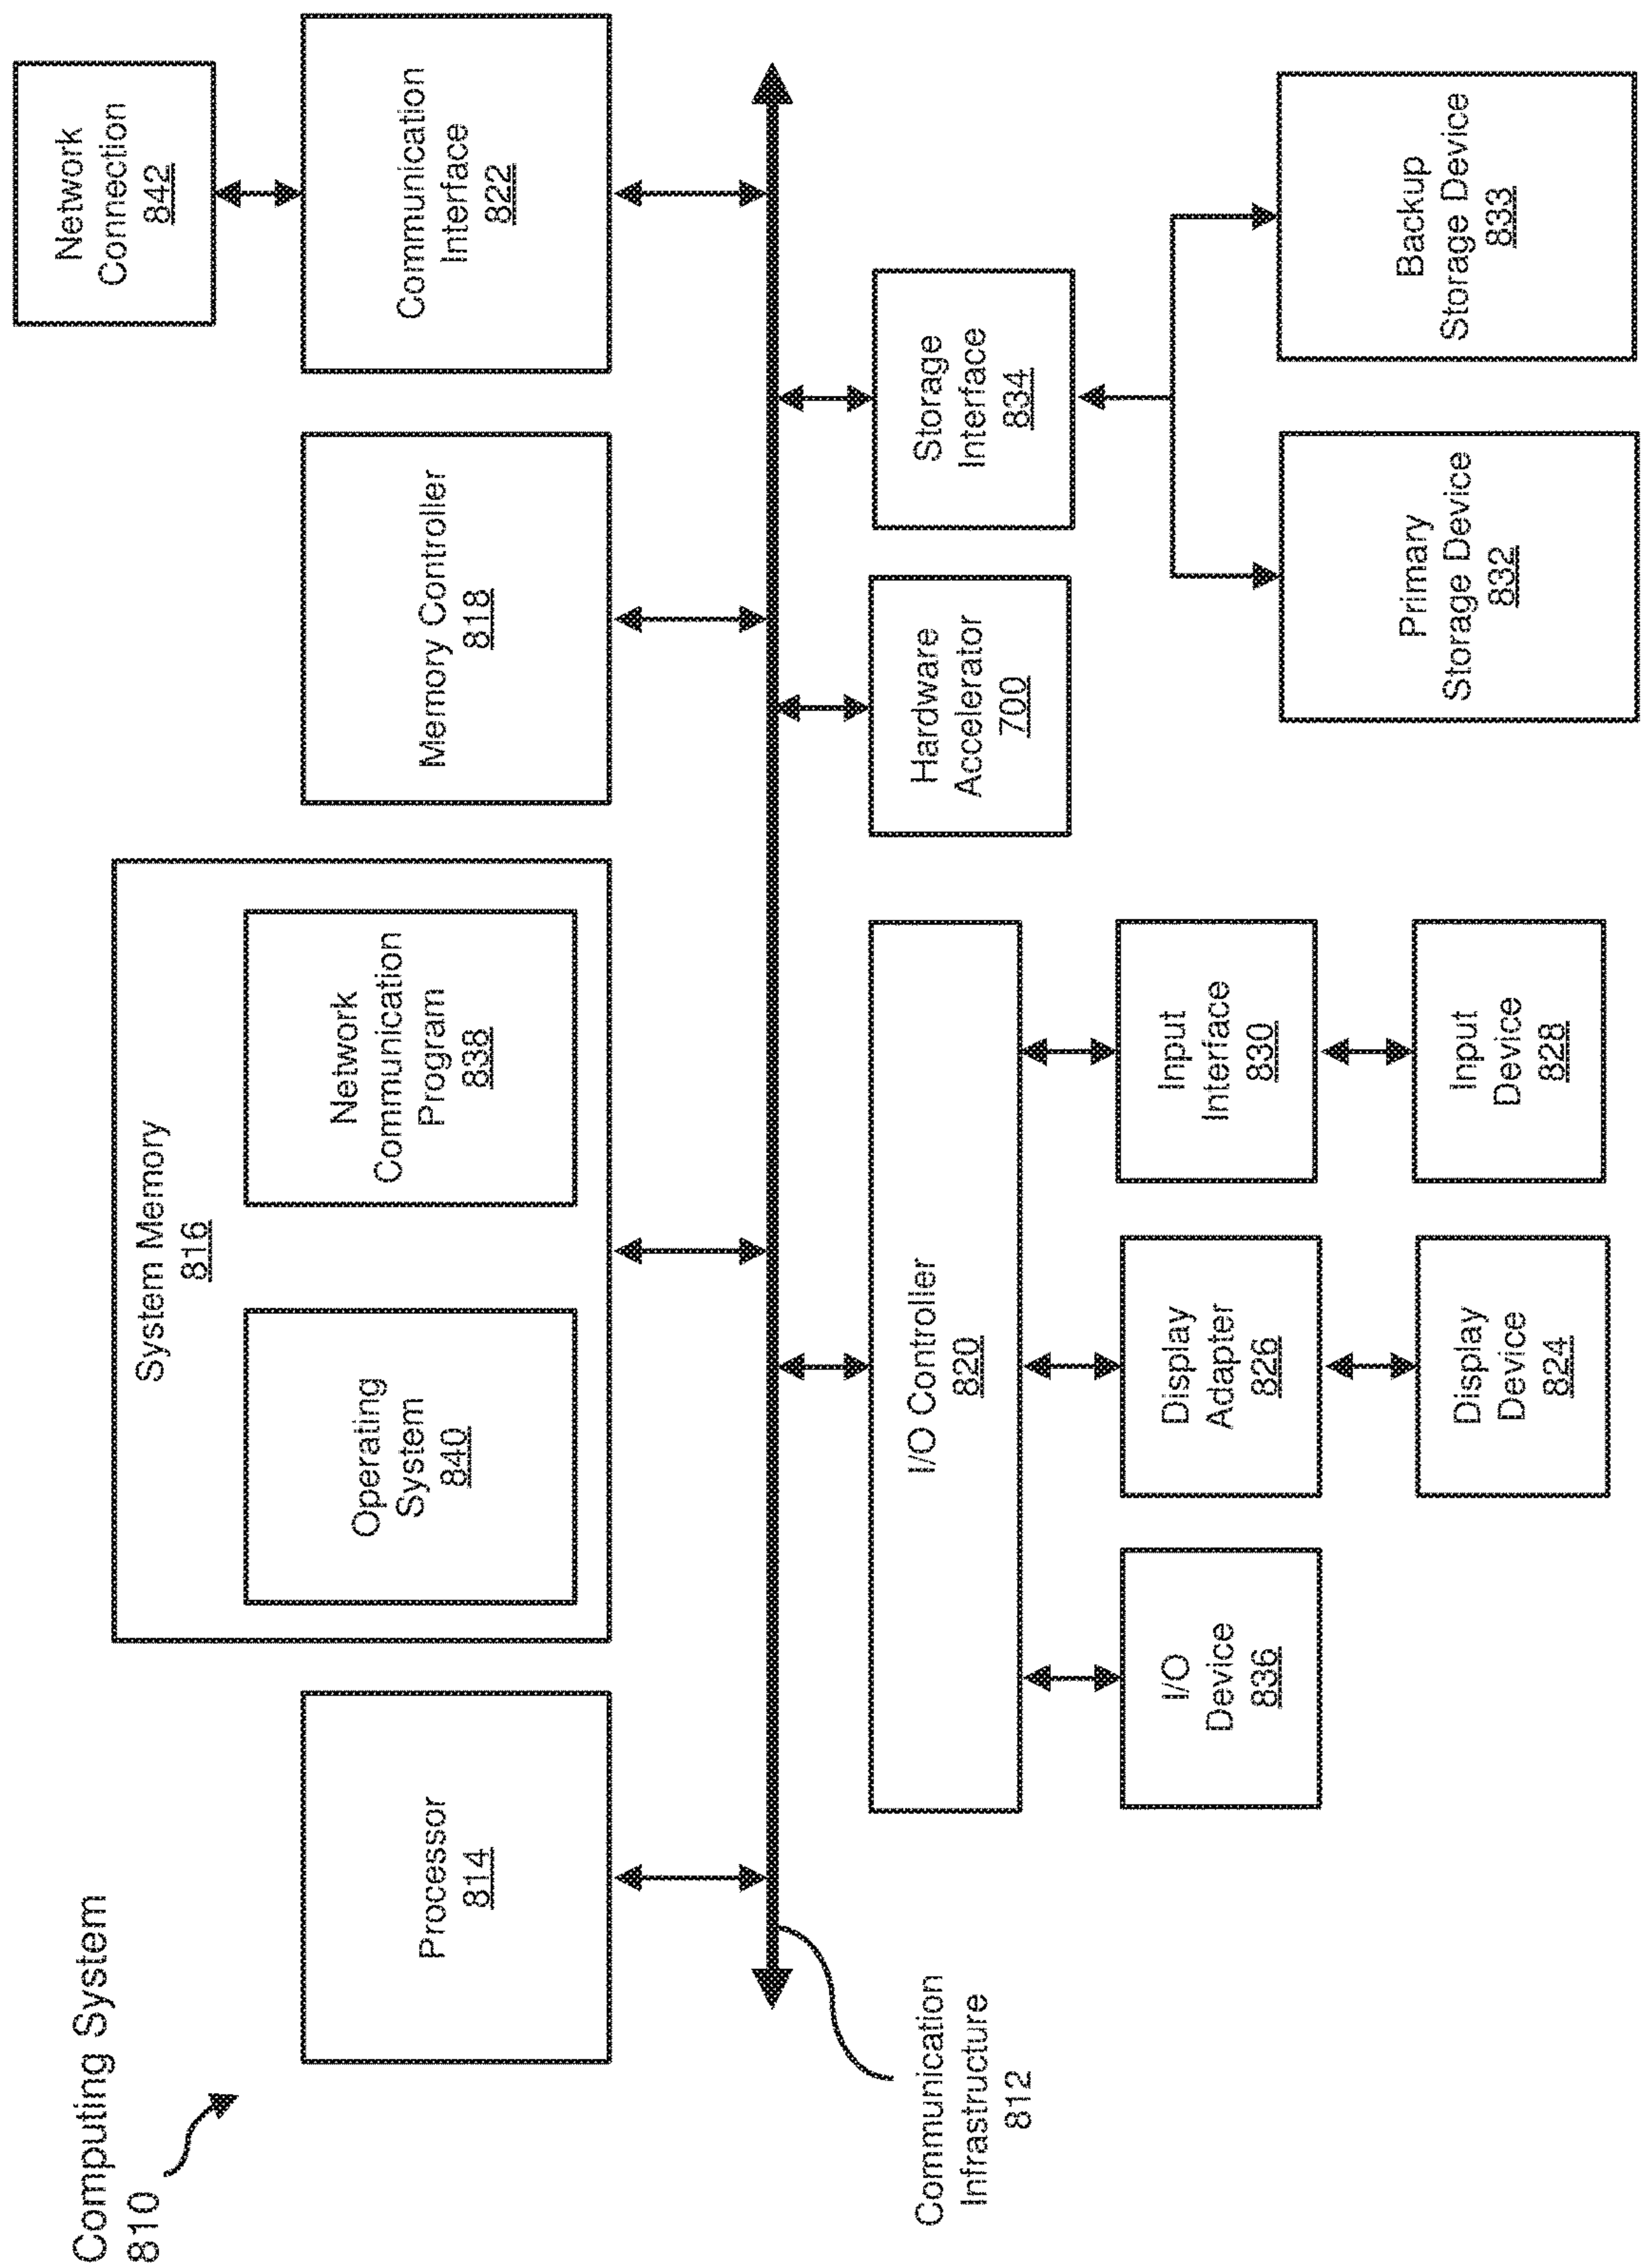 Computing System
810
Processor
814
System Memory
816
Operating
System
840
Network
Communication
Program
838
Memory Controller
818
Network
Connection
842
Communication
Interface
822
Communication
Infrastructure
812
I/O Controller
820
Hardware
Accelerator
700
Storage
Interface
834
I/O
Device
836
Display
Adapter
826
Input
Interface
830
Display
Device
824
Input
Device
828
Primary
Storage Device
832
Backup
Storage Device
833